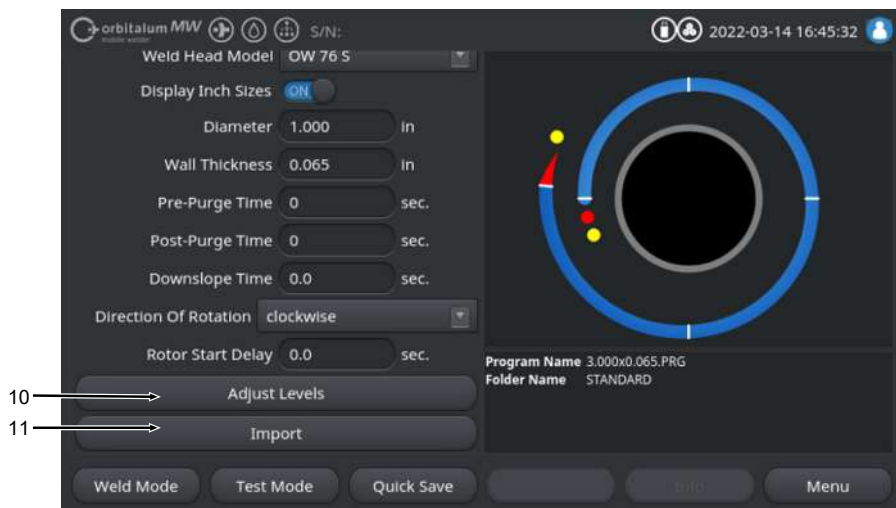 orbitalum MW S/N: 2022-03-14 16:45:32
mobile welder
Weld Head Model OW 76 S
Display Inch Sizes ON
Diameter 1.000 in
Wall Thickness 0.065 in
Pre-Purge Time 0 sec.
Post-Purge Time 0 sec.
Downslope Time 0.0 sec.
Direction Of Rotation clockwise
Rotor Start Delay 0.0 sec.
Program Name 3.000x0.065.PRG
Folder Name STANDARD
10 Adjust Levels
11 Import
Weld Mode Test Mode Quick Save Info Menu